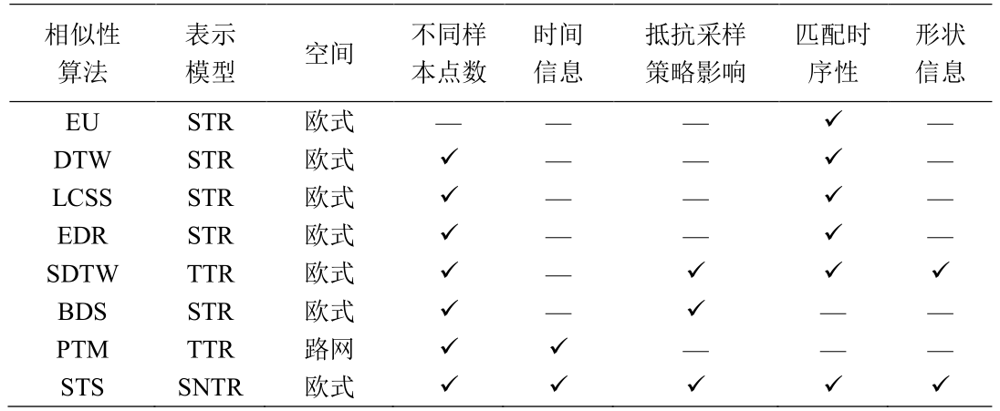 相似性算法 表示模型 空间 不同样本点数 时间信息 抵抗采样策略影响 匹配时序性 形状信息
EU STR 欧式 — — — ✓ —
DTW STR 欧式 ✓ — — ✓ —
LCSS STR 欧式 ✓ — — ✓ —
EDR STR 欧式 ✓ — — ✓ —
SDTW TTR 欧式 ✓ — ✓ ✓ ✓
BDS STR 欧式 ✓ — ✓ — —
PTM TTR 路网 ✓ ✓ — — —
STS SNTR 欧式 ✓ ✓ ✓ ✓ ✓